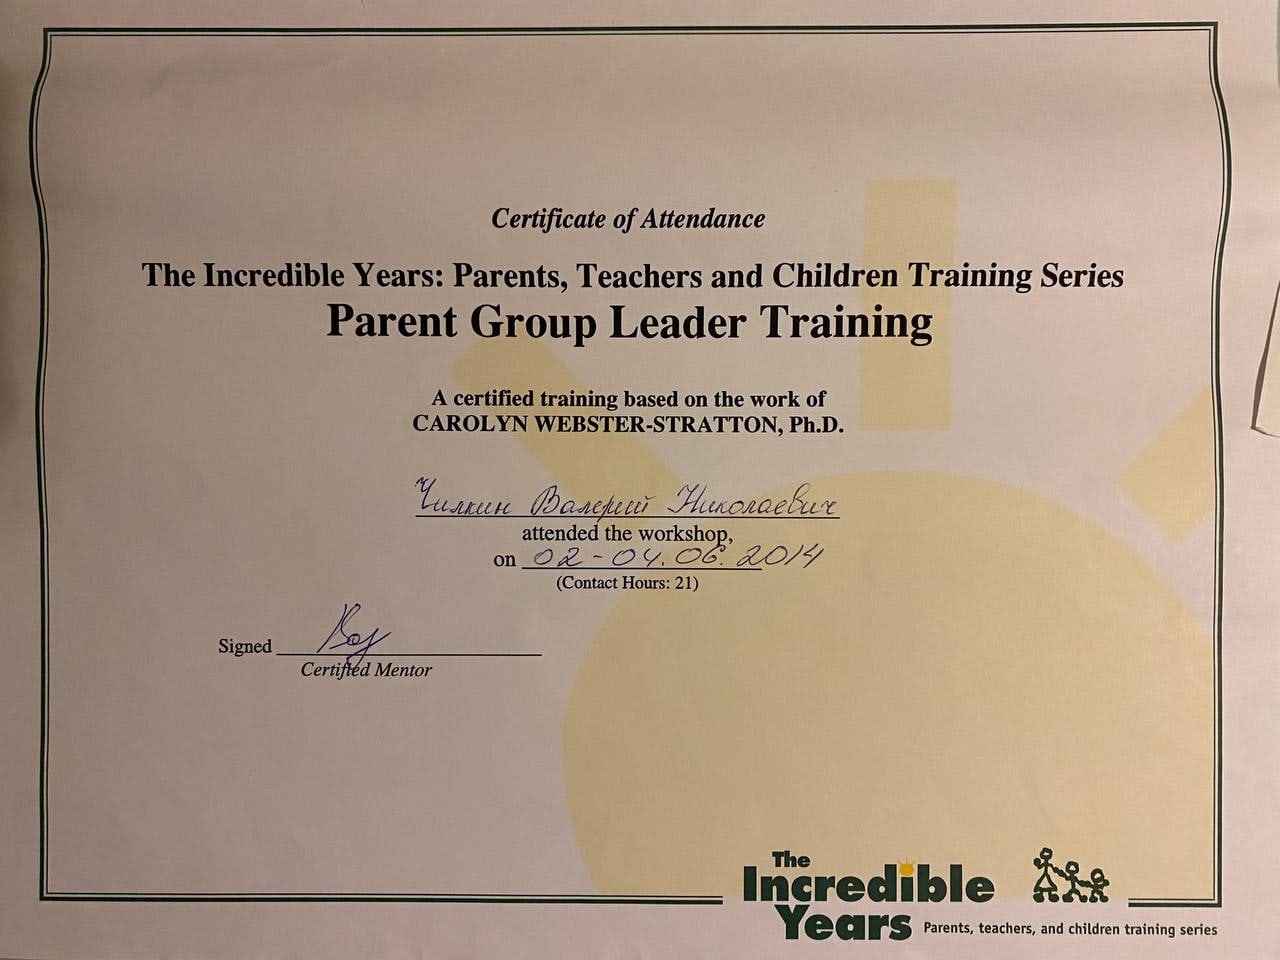 Certificate of Attendance
The Incredible Years: Parents, Teachers and Children Training Series
Parent Group Leader Training
A certified training based on the work of
CAROLYN WEBSTER-STRATTON, Ph.D.
Чилкин Валерий Николаевич
attended the workshop,
on 02-04.06.2014
(Contact Hours: 21)
Signed
Certified Mentor
The
Incredible
Years Parents, teachers, and children training series